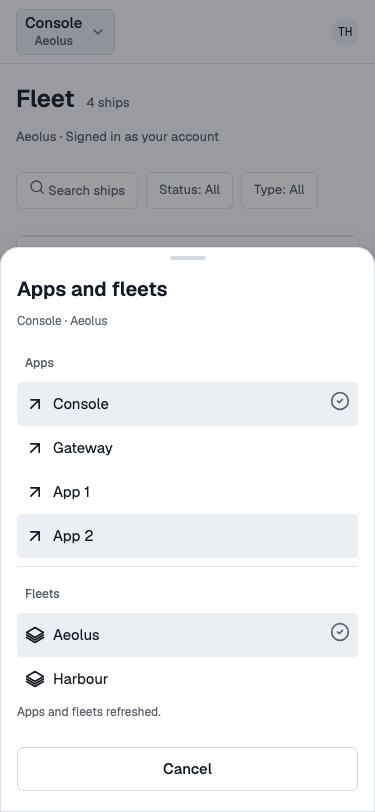 Console
Aeolus
TH
Fleet 4 ships
Aeolus · Signed in as your account
Search ships Status: All Type: All
Apps and fleets
Console · Aeolus
Apps
Console
Gateway
App 1
App 2
Fleets
Aeolus
Harbour
Apps and fleets refreshed.
Cancel